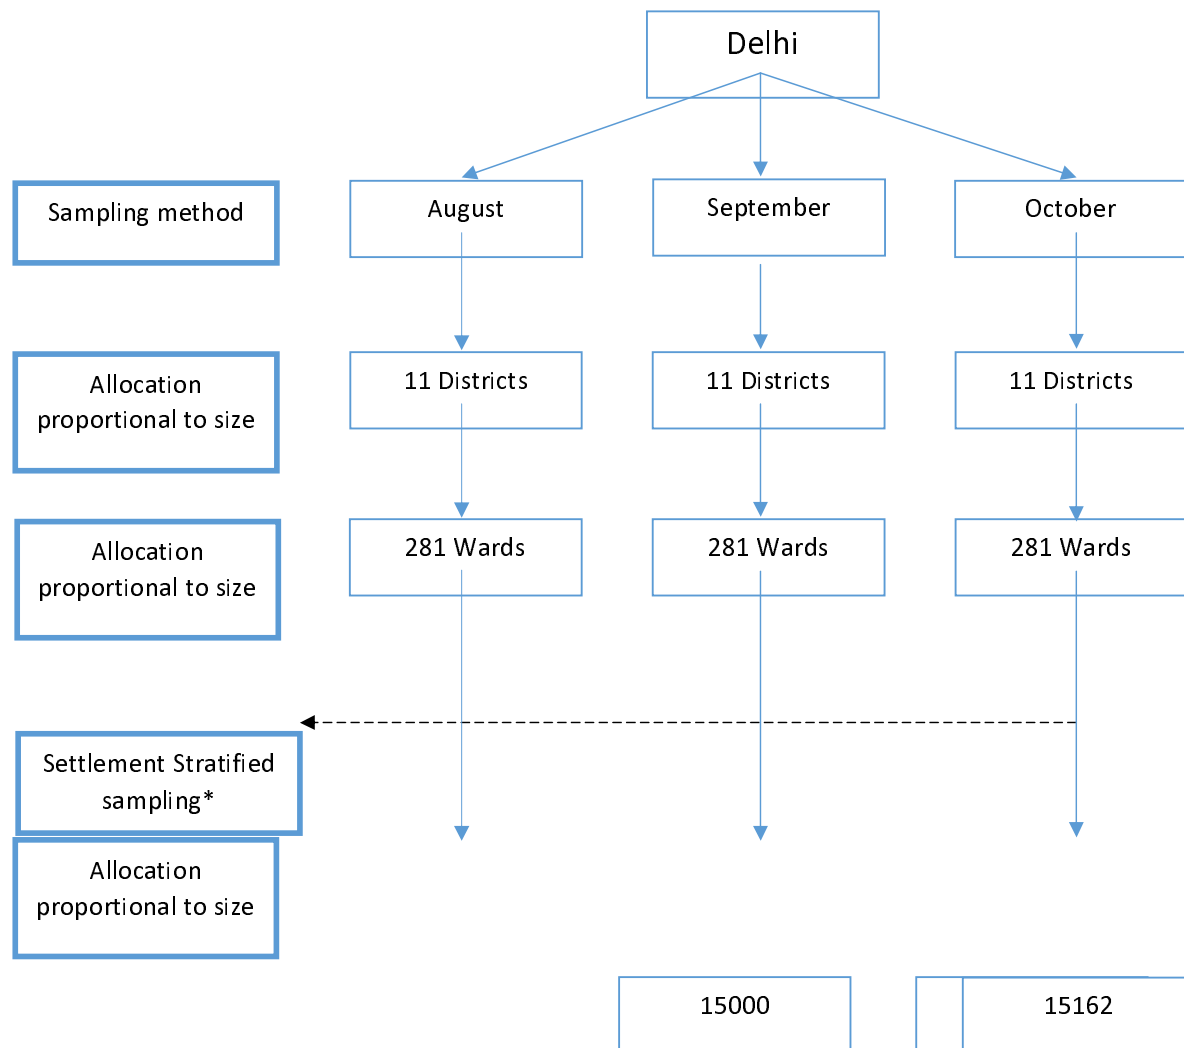 Delhi
Sampling method
August
September
October
Allocation
proportional to size
11 Districts
11 Districts
11 Districts
Allocation
proportional to size
281 Wards
281 Wards
281 Wards
Settlement Stratified
sampling*
Allocation
proportional to size
15000
15162